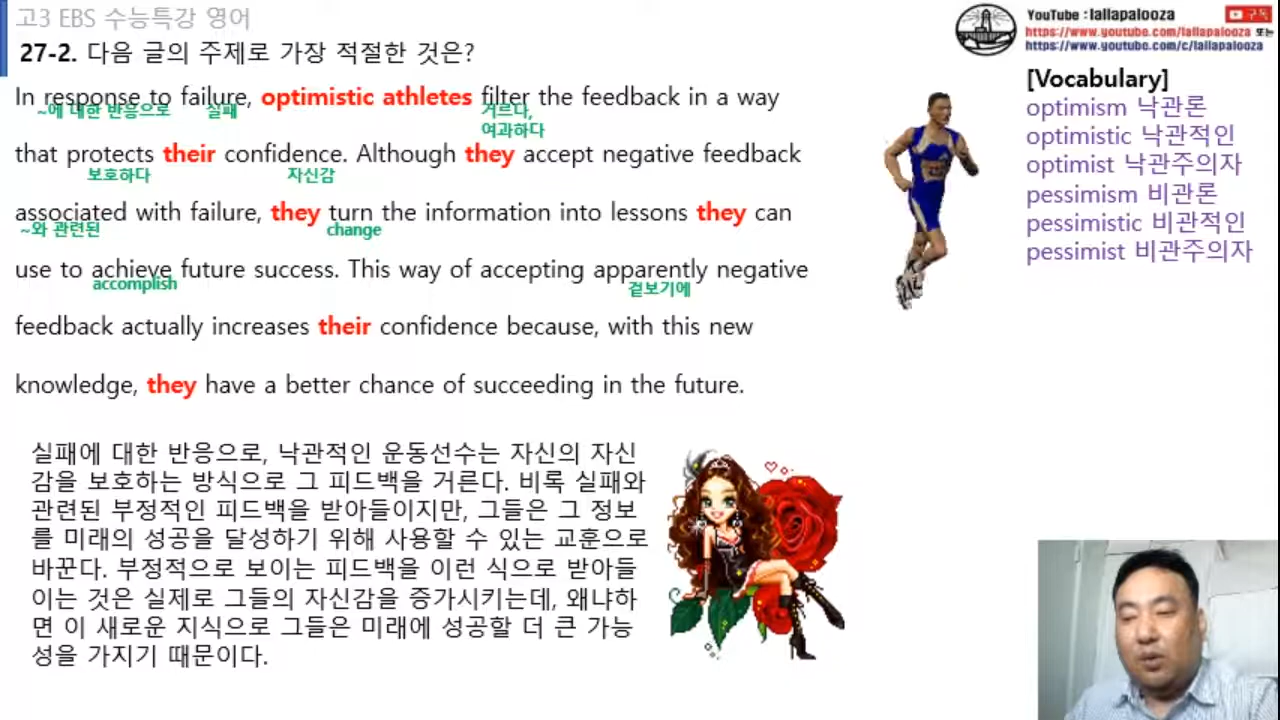 고3 EBS 수능특강 영어
27-2. 다음 글의 주제로 가장 적절한 것은?
In response to failure, optimistic athletes filter the feedback in a way
~에 대한 반응으로 실패 거르다,
여과하다
that protects their confidence. Although they accept negative feedback
보호하다 자신감
associated with failure, they turn the information into lessons they can
~와 관련된 change
use to achieve future success. This way of accepting apparently negative
accomplish 겉보기에
feedback actually increases their confidence because, with this new
knowledge, they have a better chance of succeeding in the future.
실패에 대한 반응으로, 낙관적인 운동선수는 자신의 자신
감을 보호하는 방식으로 그 피드백을 거른다. 비록 실패와
관련된 부정적인 피드백을 받아들이지만, 그들은 그 정보
를 미래의 성공을 달성하기 위해 사용할 수 있는 교훈으로
바꾼다. 부정적으로 보이는 피드백을 이런 식으로 받아들
이는 것은 실제로 그들의 자신감을 증가시키는데, 왜냐하
면 이 새로운 지식으로 그들은 미래에 성공할 더 큰 가능
성을 가지기 때문이다.
YouTube : lallapalooza 구독
https://www.youtube.com/lallapalooza 또는
https://www.youtube.com/c/lallapalooza
[Vocabulary]
optimism 낙관론
optimistic 낙관적인
optimist 낙관주의자
pessimism 비관론
pessimistic 비관적인
pessimist 비관주의자